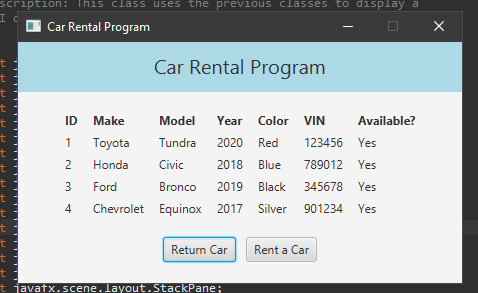 scription: This class uses the previous classes to display a
Car Rental Program
Car Rental Program
ID Make Model Year Color VIN Available?
1 Toyota Tundra 2020 Red 123456 Yes
2 Honda Civic 2018 Blue 789012 Yes
3 Ford Bronco 2019 Black 345678 Yes
4 Chevrolet Equinox 2017 Silver 901234 Yes
Return Car Rent a Car
t javafx.scene.layout.StackPane;